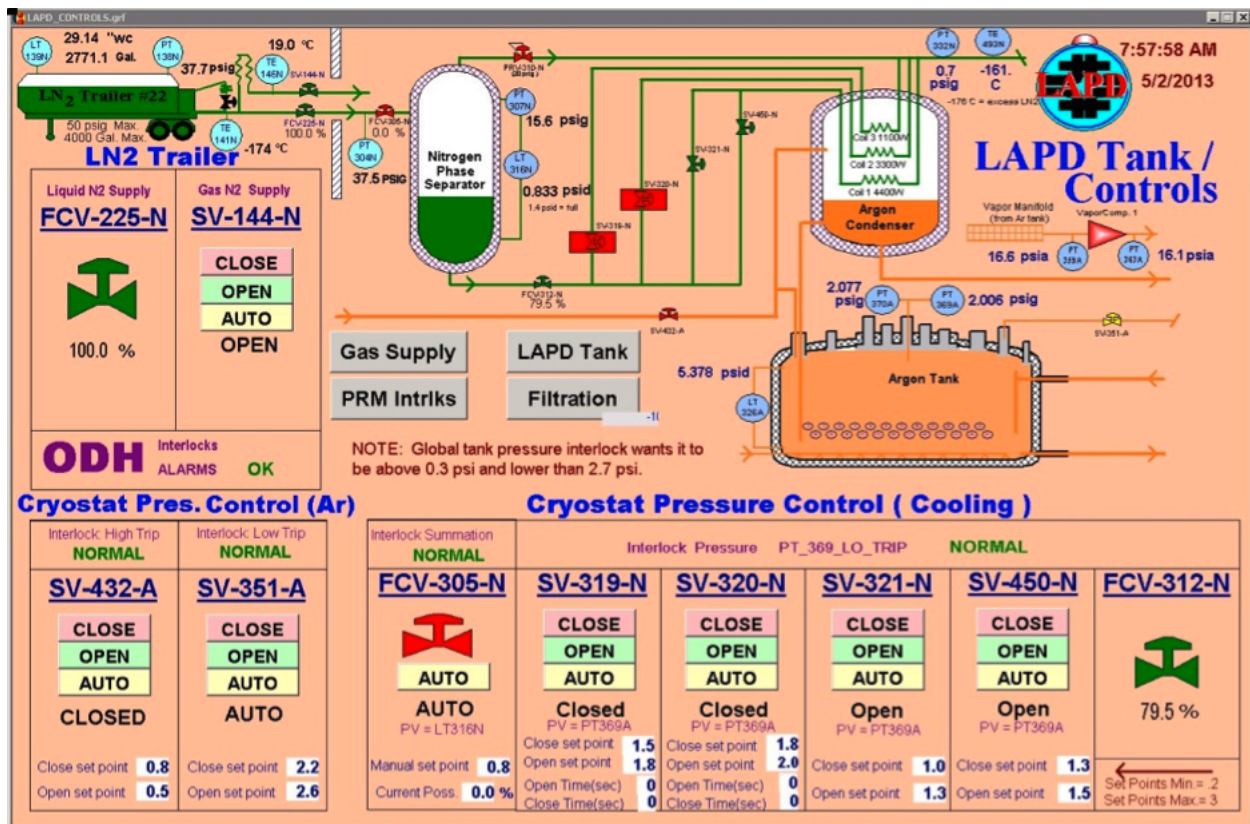 LAPD_CONTROLS.grf
LT
139N
29.14 "wc
2771.1 Gal.
PT
138N
37.7 psig
19.0 °C
TE
146N
SV-144-N
LN2 Trailer #22
50 psig Max.
4000 Gal. Max.
TE
141N
-174 °C
FCV-225-N
100.0 %
FCV-305-N
0.0 %
PT
304N
37.5 PSIG
PRV-310-N
PT
307N
15.6 psig
LT
316N
0.833 psid
1.4 psid = full
Nitrogen
Phase
Separator
FCV-312-N
79.5 %
SV-450-N
SV-321-N
SV-320-N
SV-319-N
Coil 3 1100W
Coil 2 3300W
Coil 1 4400W
Argon
Condenser
PT
332N
TE
493N
0.7
psig
-161.
C
-176 C = excess LN2
LAPD
7:57:58 AM
5/2/2013
LAPD Tank /
Controls
Vapor Manifold
(from Ar tank)
VaporComp. 1
16.6 psia
PT
PT
16.1 psia
2.077
psig
PT
370A
PT
369A
2.006 psig
SV-351-A
Argon Tank
5.378 psid
LT
326A
LN2 Trailer
Liquid N2 Supply
FCV-225-N
100.0 %
Gas N2 Supply
SV-144-N
CLOSE
OPEN
AUTO
OPEN
ODH Interlocks
ALARMS OK
Gas Supply
LAPD Tank
PRM Intrlks
Filtration
NOTE: Global tank pressure interlock wants it to
be above 0.3 psi and lower than 2.7 psi.
Cryostat Pres. Control (Ar)
Interlock: High Trip
NORMAL
SV-432-A
CLOSE
OPEN
AUTO
CLOSED
Close set point 0.8
Open set point 0.5
Interlock: Low Trip
NORMAL
SV-351-A
CLOSE
OPEN
AUTO
AUTO
Close set point 2.2
Open set point 2.6
Cryostat Pressure Control ( Cooling )
Interlock Summation
NORMAL
FCV-305-N
AUTO
AUTO
PV = LT316N
Manual set point 0.8
Current Poss. 0.0 %
Interlock Pressure PT_369_LO_TRIP NORMAL
SV-319-N
CLOSE
OPEN
AUTO
Closed
PV = PT369A
Close set point 1.5
Open set point 1.8
Open Time(sec) 0
Close Time(sec) 0
SV-320-N
CLOSE
OPEN
AUTO
Closed
PV = PT369A
Close set point 1.8
Open set point 2.0
Open Time(sec) 0
Close Time(sec) 0
SV-321-N
CLOSE
OPEN
AUTO
Open
PV = PT369A
Close set point 1.0
Open set point 1.3
SV-450-N
CLOSE
OPEN
AUTO
Open
PV = PT369A
Close set point 1.3
Open set point 1.5
FCV-312-N
79.5 %
Set Points Min.= .2
Set Points Max.= 3